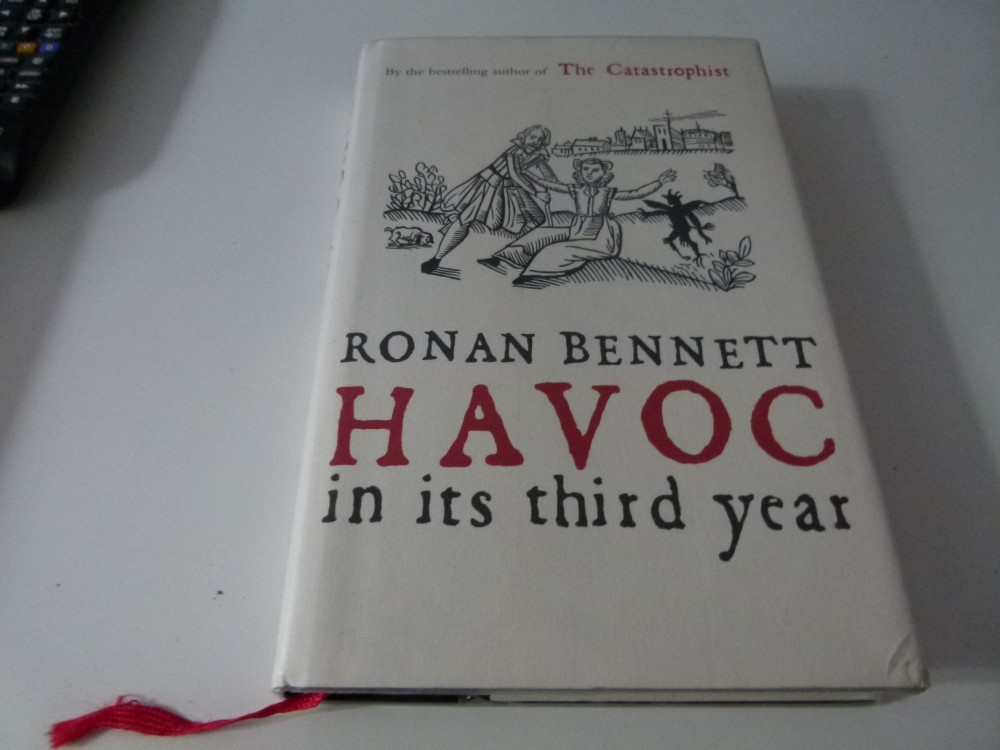 By the bestselling author of The Catastrophist
RONAN BENNETT
HAVOC
in its third year